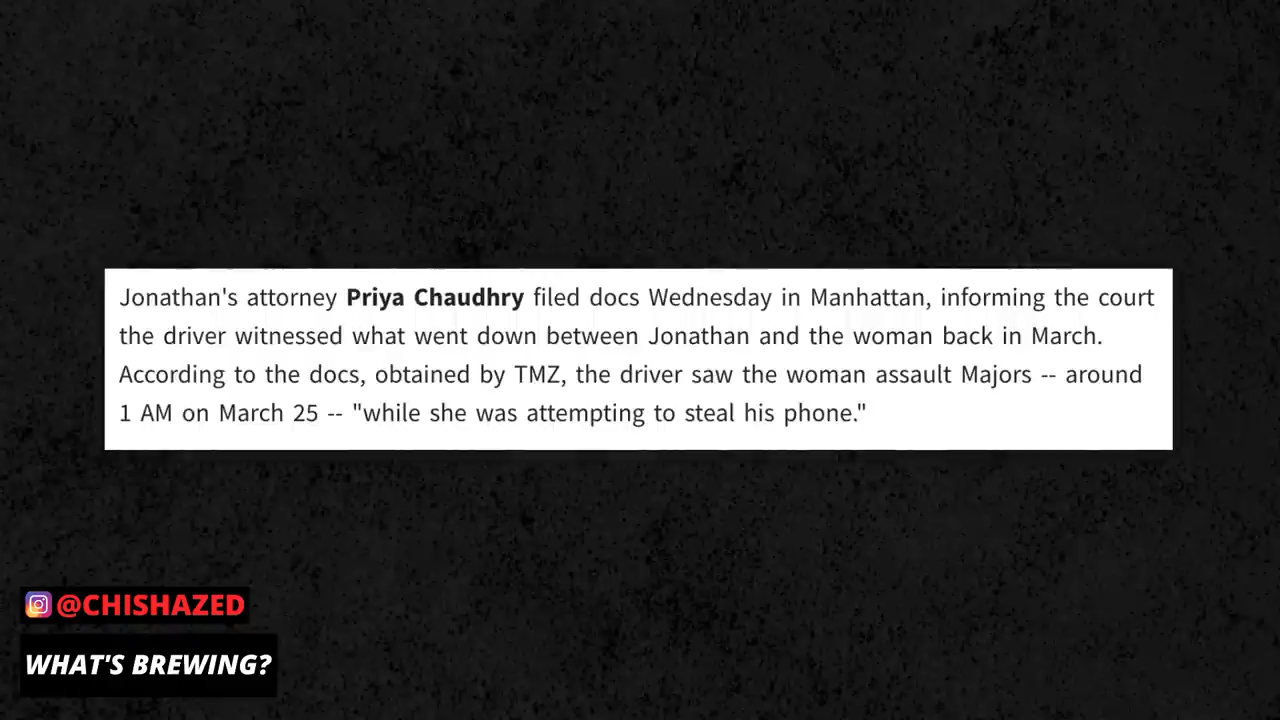 Jonathan's attorney Priya Chaudhry filed docs Wednesday in Manhattan, informing the court
the driver witnessed what went down between Jonathan and the woman back in March.
According to the docs, obtained by TMZ, the driver saw the woman assault Majors -- around
1 AM on March 25 -- "while she was attempting to steal his phone."
@CHISHAZED
WHAT'S BREWING?